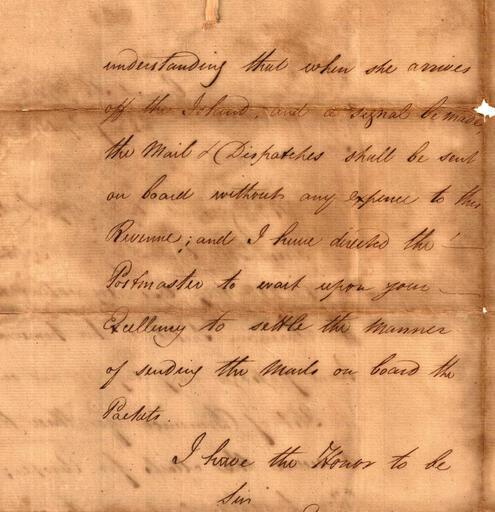 understanding that when she arrives
off the Island, and a signal be made
the Mail & Dispatches shall be sent
on board without any expence to this
Revenue; and I have directed the
Postmaster to wait upon your
Excellency to settle the manner
of sending the Mails on board the
Packets.
I have the Honor to be
Sir